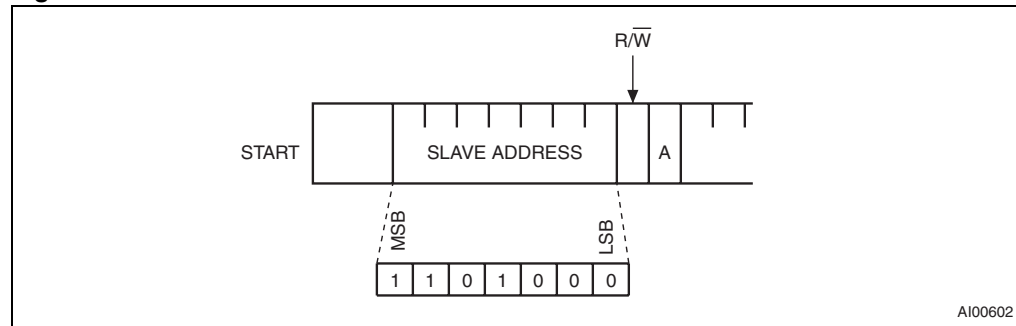 R/W̅
START
SLAVE ADDRESS
A
MSB
LSB
1 1 0 1 0 0 0
AI00602